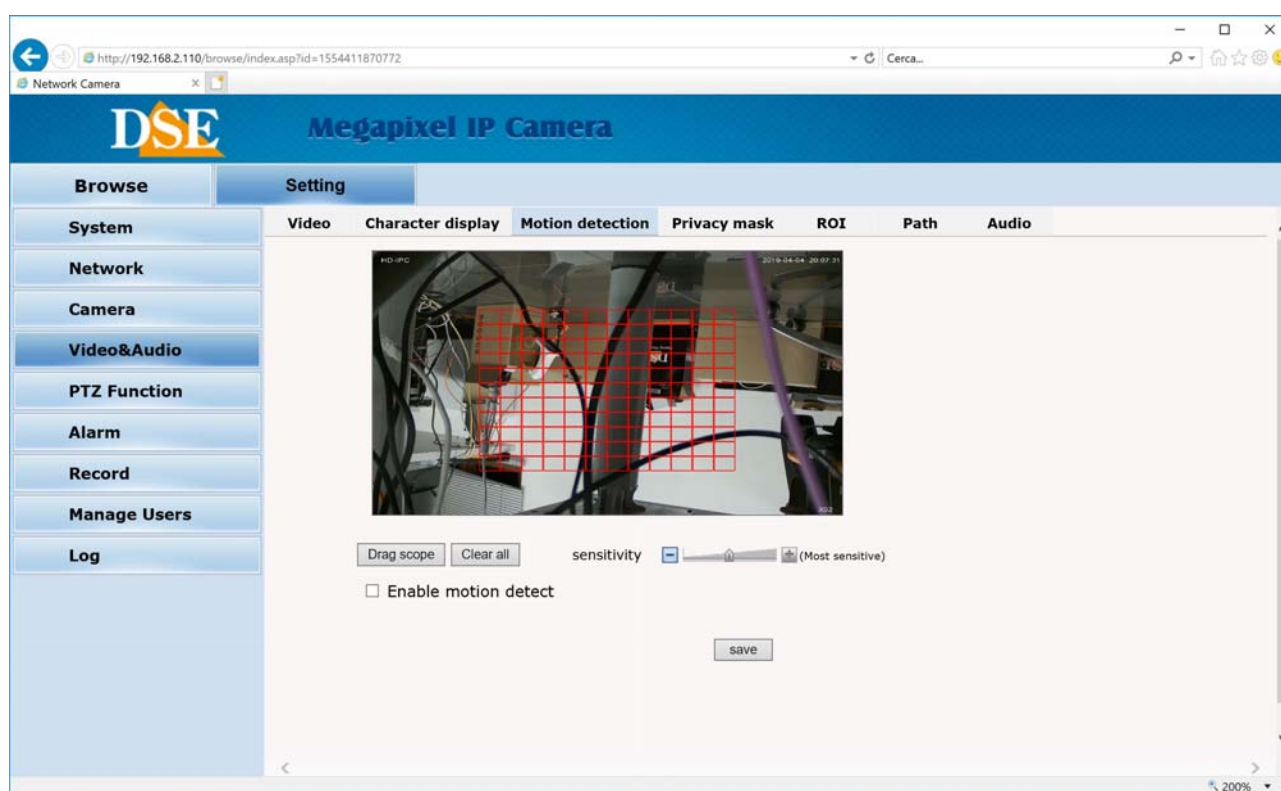 http://192.168.2.110/browse/index.asp?id=1554411870772
Cerca...
Network Camera
DSE
Megapixel IP Camera
Browse
Setting
System
Network
Camera
Video&Audio
PTZ Function
Alarm
Record
Manage Users
Log
Video Character display Motion detection Privacy mask ROI Path Audio
HD-IPC
2019-04-04 20:07:31
X02
Drag scope Clear all sensitivity (Most sensitive)
Enable motion detect
save
200%